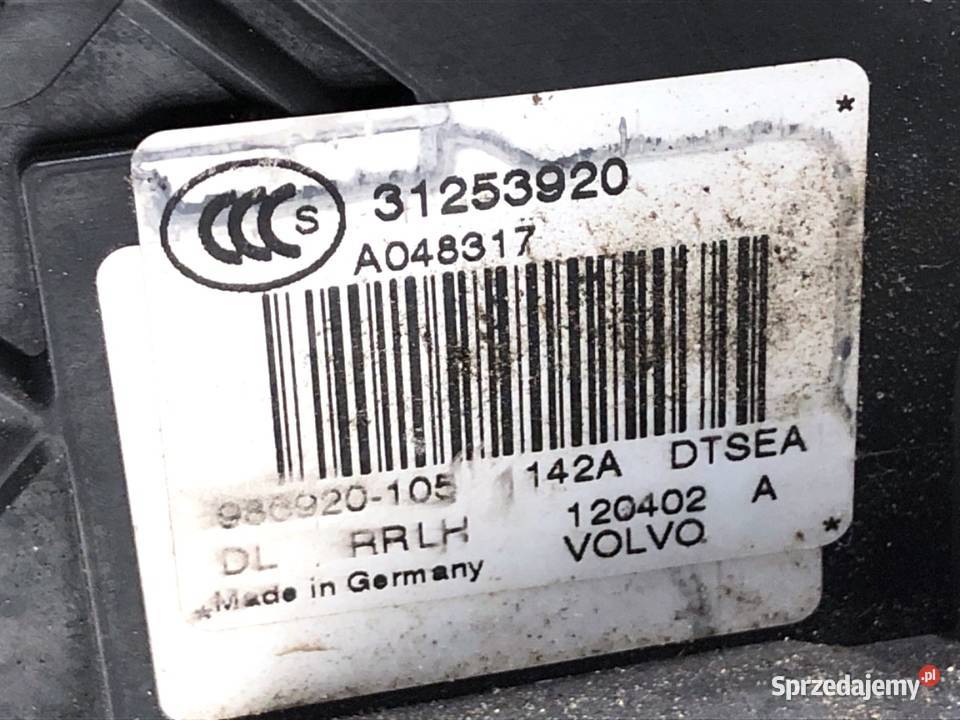 CCC S 31253920
A048317
986920-105 142A DTSEA
DL RRLH 120402 A
Made in Germany VOLVO
Sprzedajemy.pl